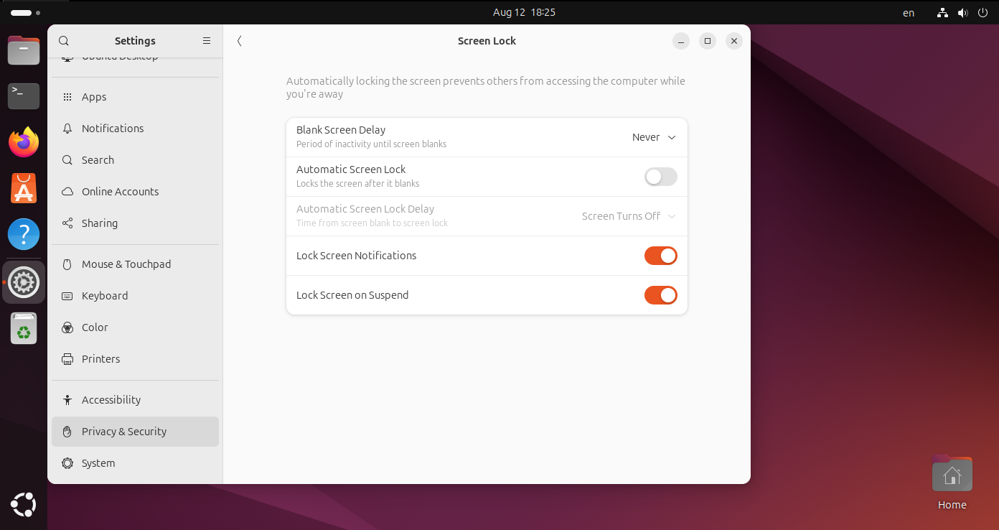 Aug 12 18:25
en
Settings
Screen Lock
Ubuntu Desktop
Apps
Notifications
Search
Online Accounts
Sharing
Mouse & Touchpad
Keyboard
Color
Printers
Accessibility
Privacy & Security
System
Automatically locking the screen prevents others from accessing the computer while
you're away
Blank Screen Delay
Period of inactivity until screen blanks
Never
Automatic Screen Lock
Locks the screen after it blanks
Automatic Screen Lock Delay
Time from screen blank to screen lock
Screen Turns Off
Lock Screen Notifications
Lock Screen on Suspend
Home